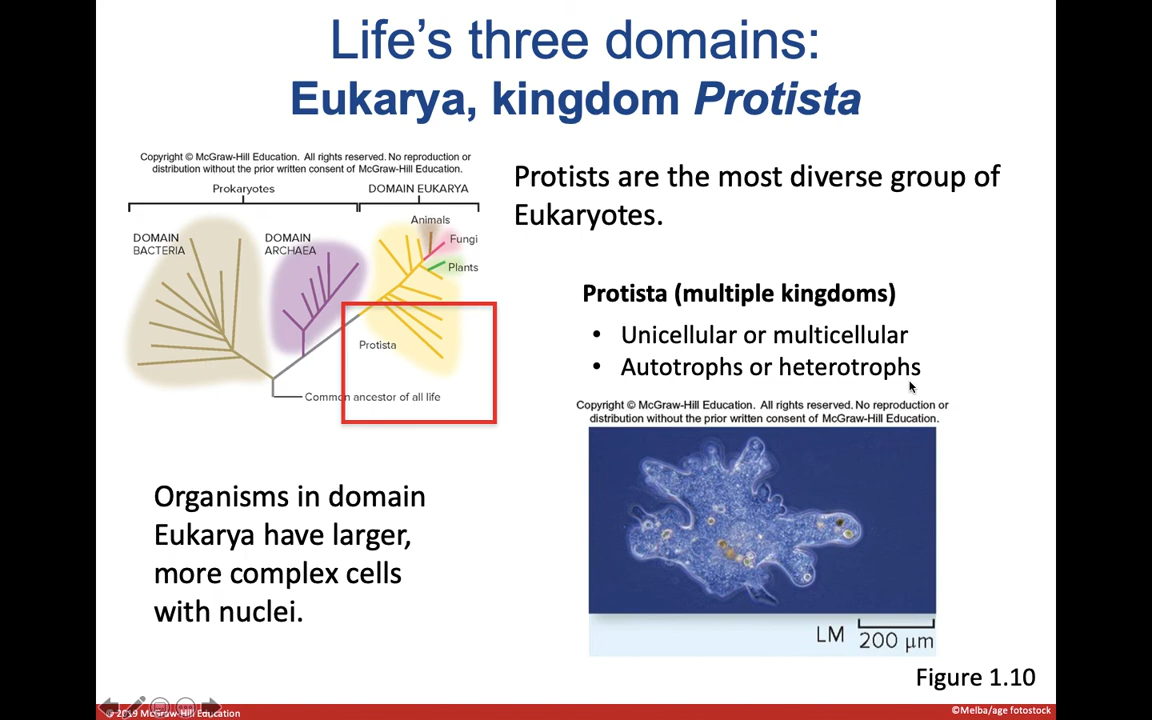 Life's three domains:
Eukarya, kingdom Protista
Copyright © McGraw-Hill Education. All rights reserved. No reproduction or
distribution without the prior written consent of McGraw-Hill Education.
Prokaryotes
DOMAIN EUKARYA
Animals
DOMAIN
BACTERIA
DOMAIN
ARCHAEA
Fungi
Plants
Protista
Common ancestor of all life
Protists are the most diverse group of
Eukaryotes.
Protista (multiple kingdoms)
• Unicellular or multicellular
• Autotrophs or heterotrophs
Copyright © McGraw-Hill Education. All rights reserved. No reproduction or
distribution without the prior written consent of McGraw-Hill Education.
Organisms in domain
Eukarya have larger,
more complex cells
with nuclei.
LM
200 µm
Figure 1.10
© 2019 McGraw-Hill Education
©Melba/age fotostock